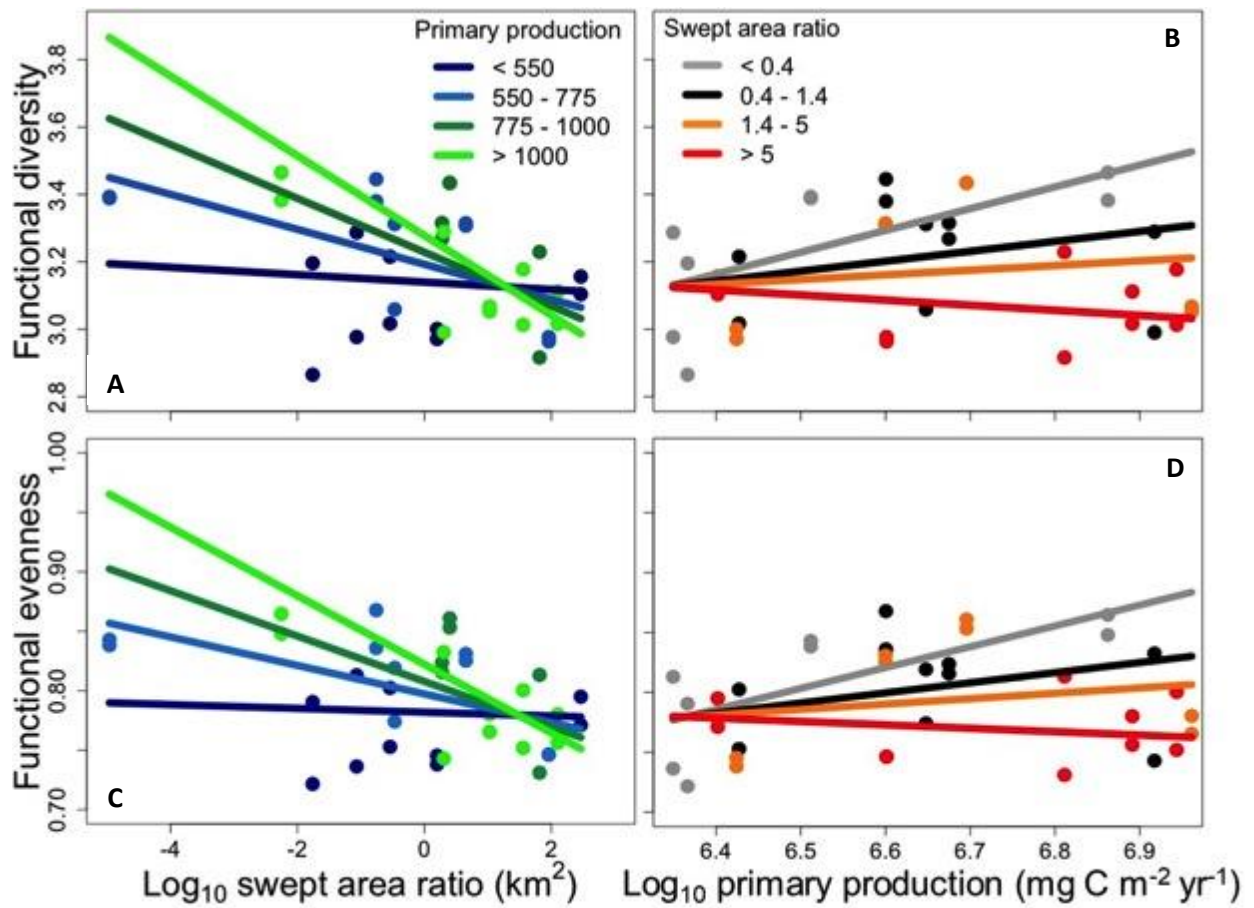 Functional diversity
3.8
3.6
3.4
3.2
3.0
2.8
Primary production
< 550
550 - 775
775 - 1000
> 1000
A
Swept area ratio
< 0.4
0.4 - 1.4
1.4 - 5
> 5
B
Functional evenness
1.00
0.90
0.80
0.70
C
D
-4 -2 0 2
Log10 swept area ratio (km2)
6.4 6.5 6.6 6.7 6.8 6.9
Log10 primary production (mg C m-2 yr-1)